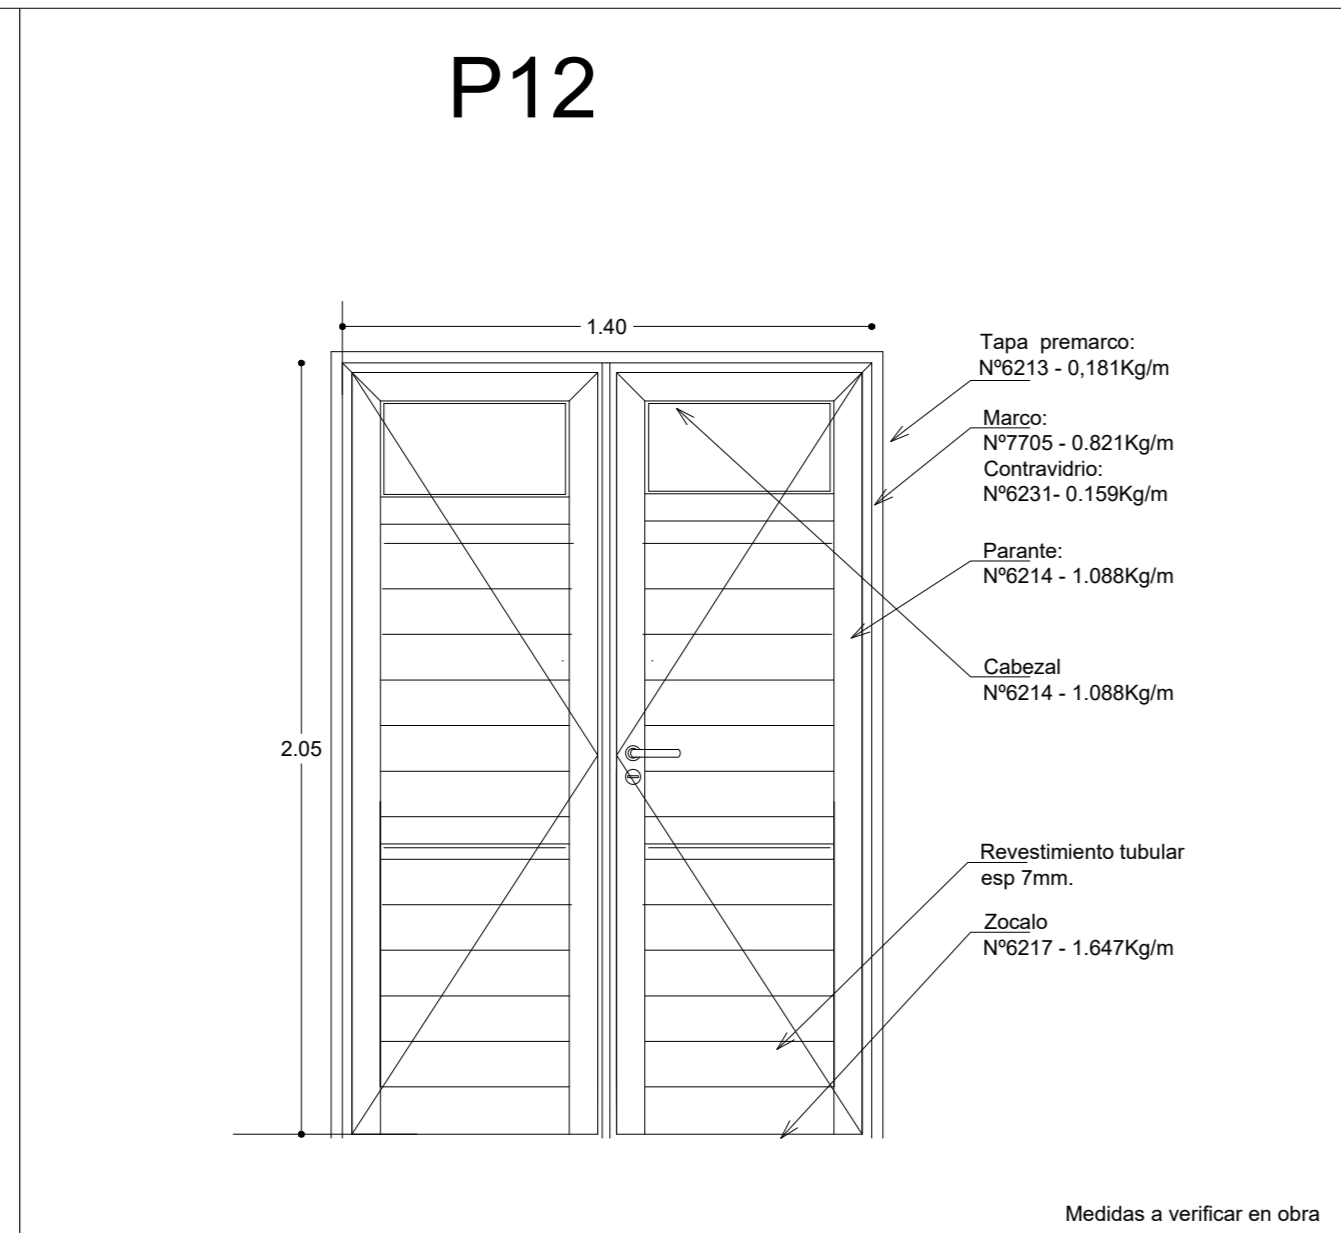 P12
1.40
Tapa premarco:
Nº6213 - 0,181Kg/m
Marco:
Nº7705 - 0.821Kg/m
Contravidrio:
Nº6231- 0.159Kg/m
Parante:
Nº6214 - 1.088Kg/m
Cabezal
Nº6214 - 1.088Kg/m
2.05
Revestimiento tubular
esp 7mm.
Zocalo
Nº6217 - 1.647Kg/m
Medidas a verificar en obra